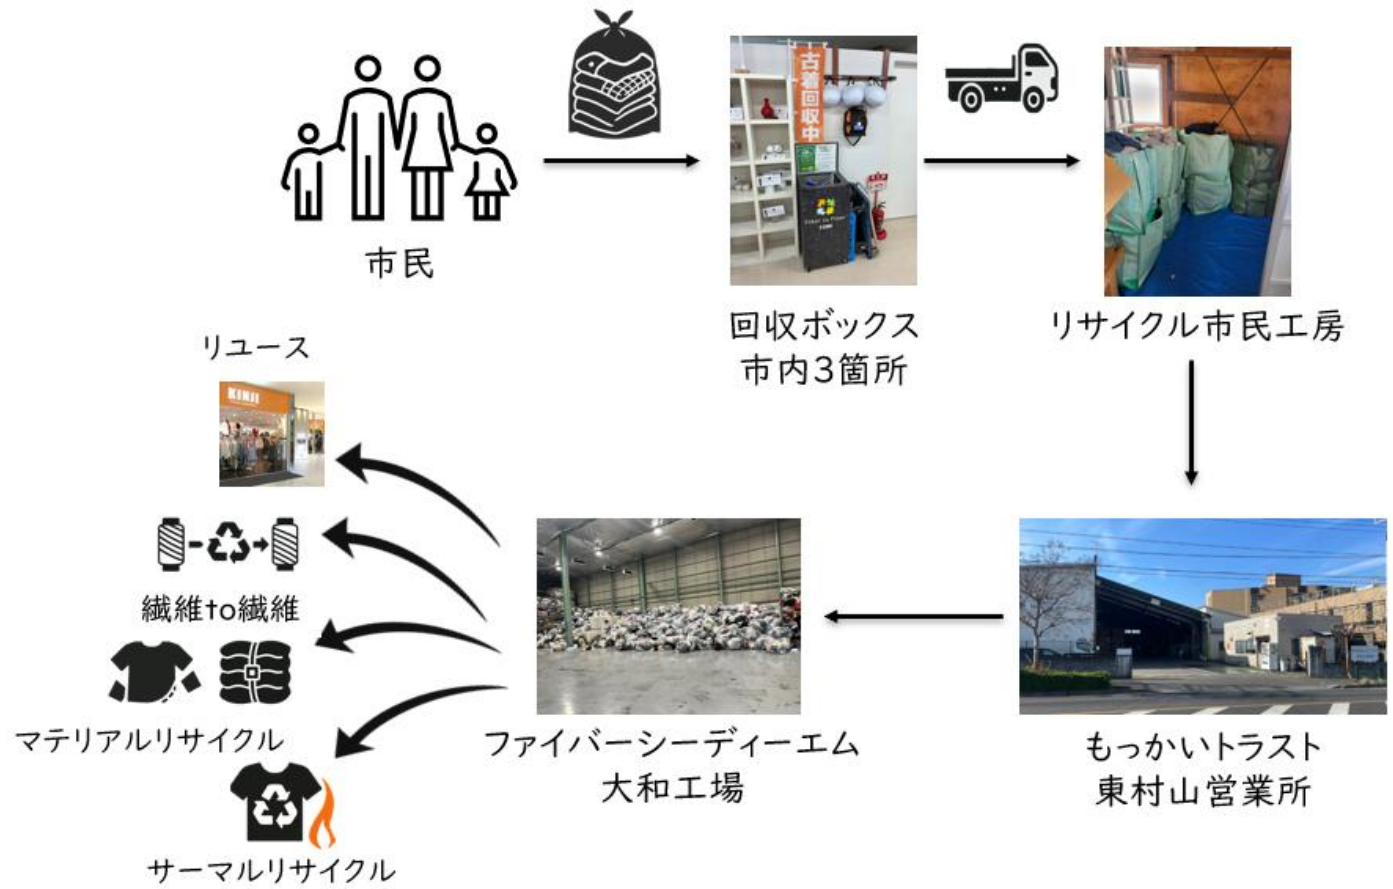 市民
古着回収中
回収ボックス
市内3箇所
リサイクル市民工房
もっかいトラスト
東村山営業所
ファイバーシーディーエム
大和工場
リユース
KINJI
繊維to繊維
マテリアルリサイクル
サーマルリサイクル